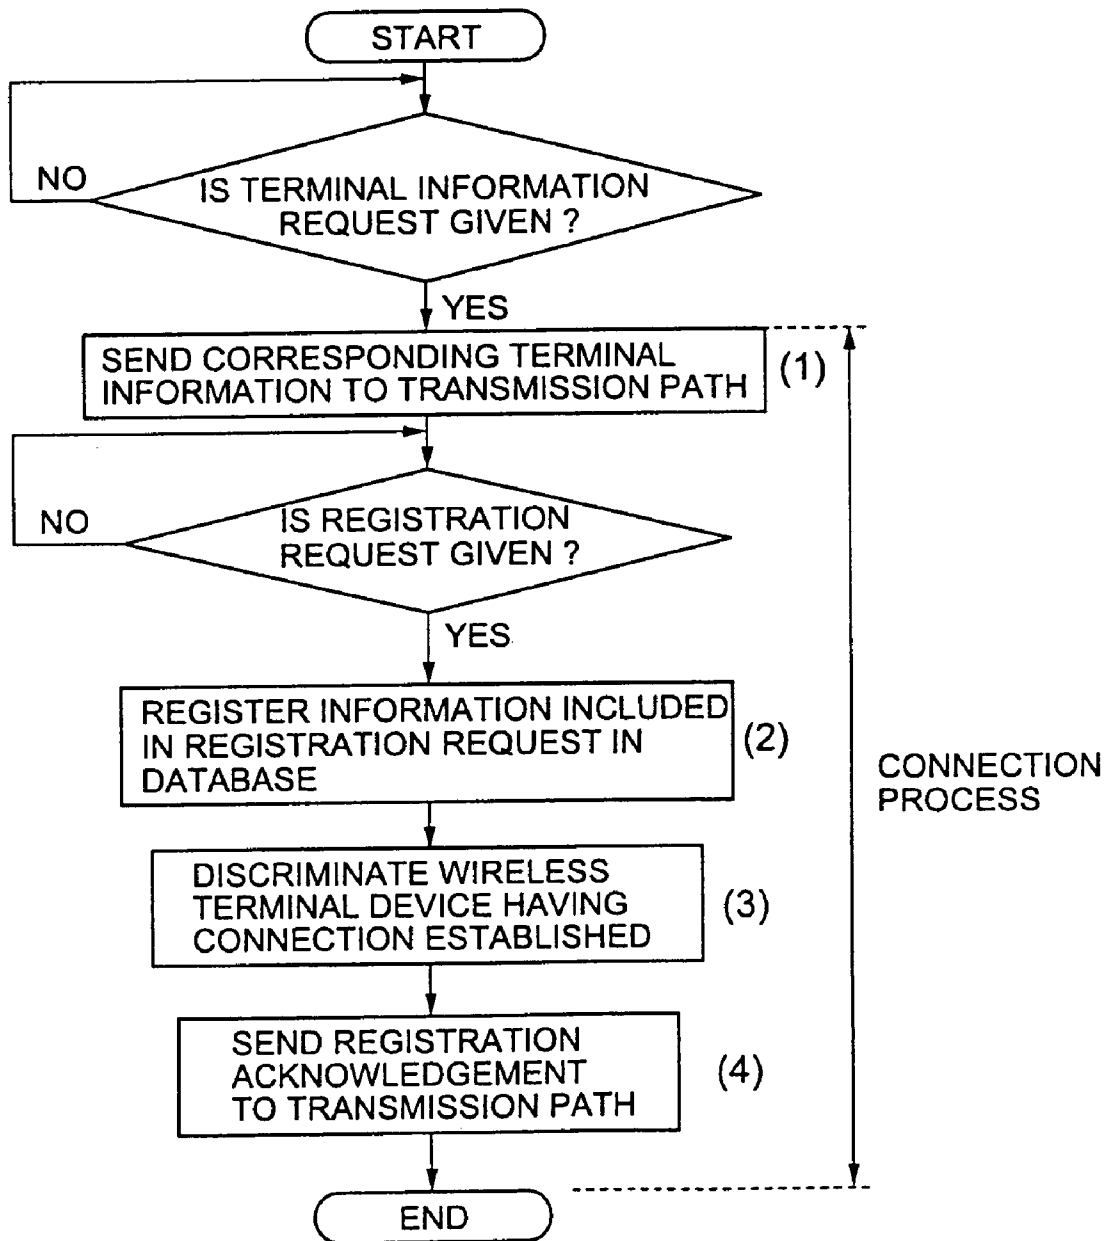 START
NO
IS TERMINAL INFORMATION
REQUEST GIVEN ?
YES
SEND CORRESPONDING TERMINAL
INFORMATION TO TRANSMISSION PATH
(1)
NO
IS REGISTRATION
REQUEST GIVEN ?
YES
REGISTER INFORMATION INCLUDED
IN REGISTRATION REQUEST IN
DATABASE
(2)
CONNECTION
PROCESS
DISCRIMINATE WIRELESS
TERMINAL DEVICE HAVING
CONNECTION ESTABLISHED
(3)
SEND REGISTRATION
ACKNOWLEDGEMENT
TO TRANSMISSION PATH
(4)
END